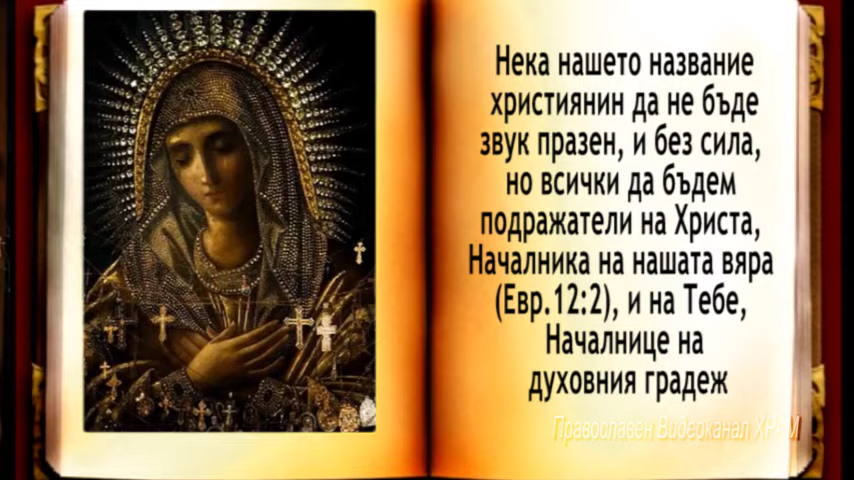 Нека нашето название
християнин да не бъде
звук празен, и без сила,
но всички да бъдем
подражатели на Христа,
Началника на нашата вяра
(Евр.12:2), и на Тебе,
Началнице на
духовния градеж
Православен Видеоканал ХРАМ